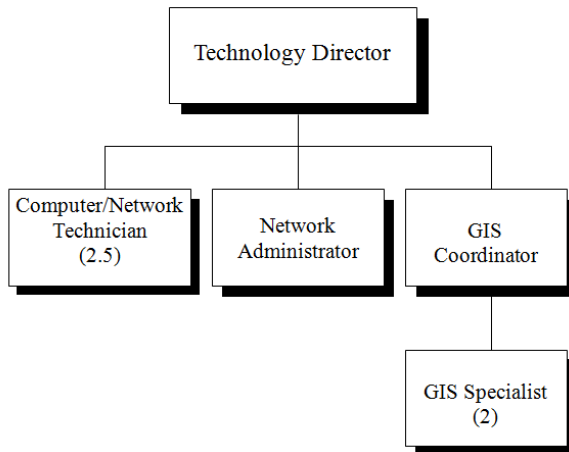 Technology Director
Computer/Network
Technician
(2.5)
Network
Administrator
GIS
Coordinator
GIS Specialist
(2)